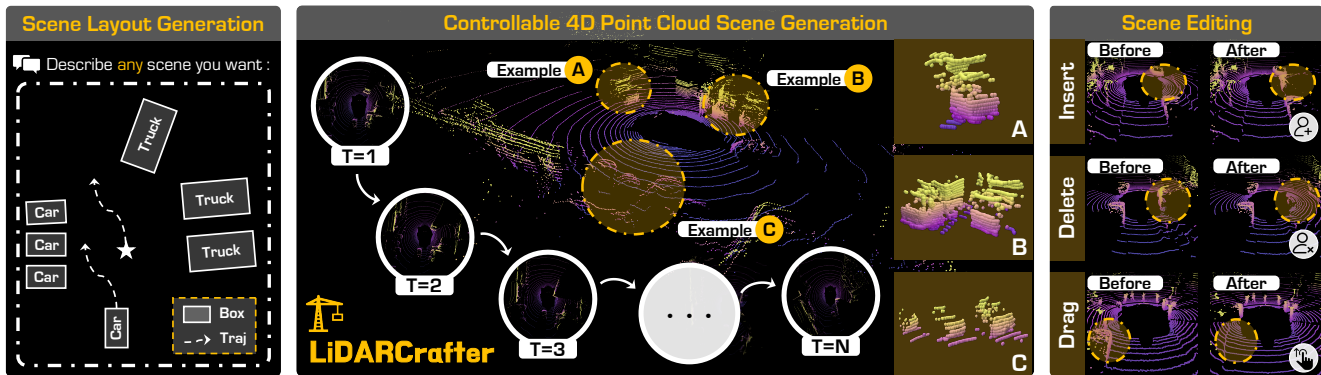 Scene Layout Generation
Describe any scene you want :
Truck
Truck
Truck
Car
Car
Car
Car
Box
Traj
Controllable 4D Point Cloud Scene Generation
Example A
Example B
Example C
T=1
T=2
T=3
. . .
T=N
LiDARCrafter
A
B
C
Scene Editing
Insert
Before
After
Delete
Before
After
Drag
Before
After